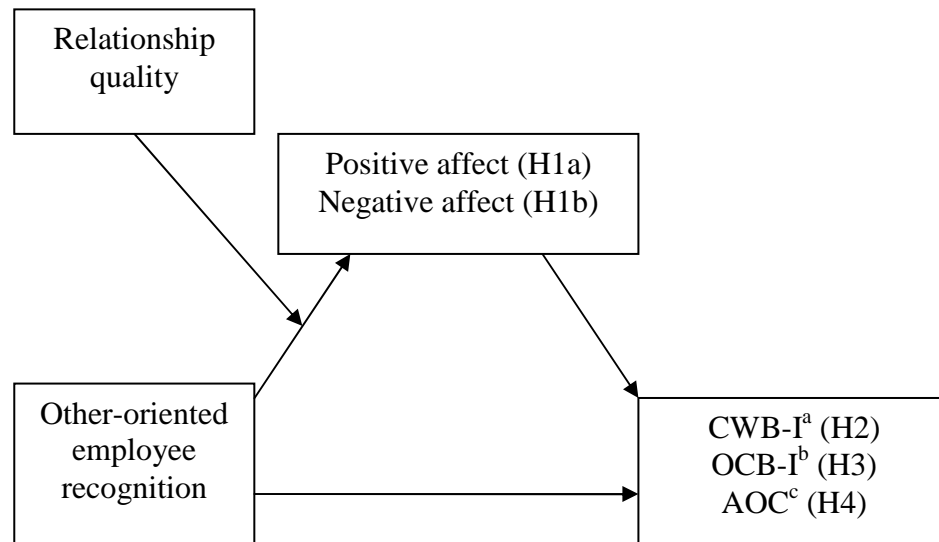 Relationship
quality
Positive affect (H1a)
Negative affect (H1b)
Other-oriented
employee
recognition
CWB-Iᵃ (H2)
OCB-Iᵇ (H3)
AOCᶜ (H4)